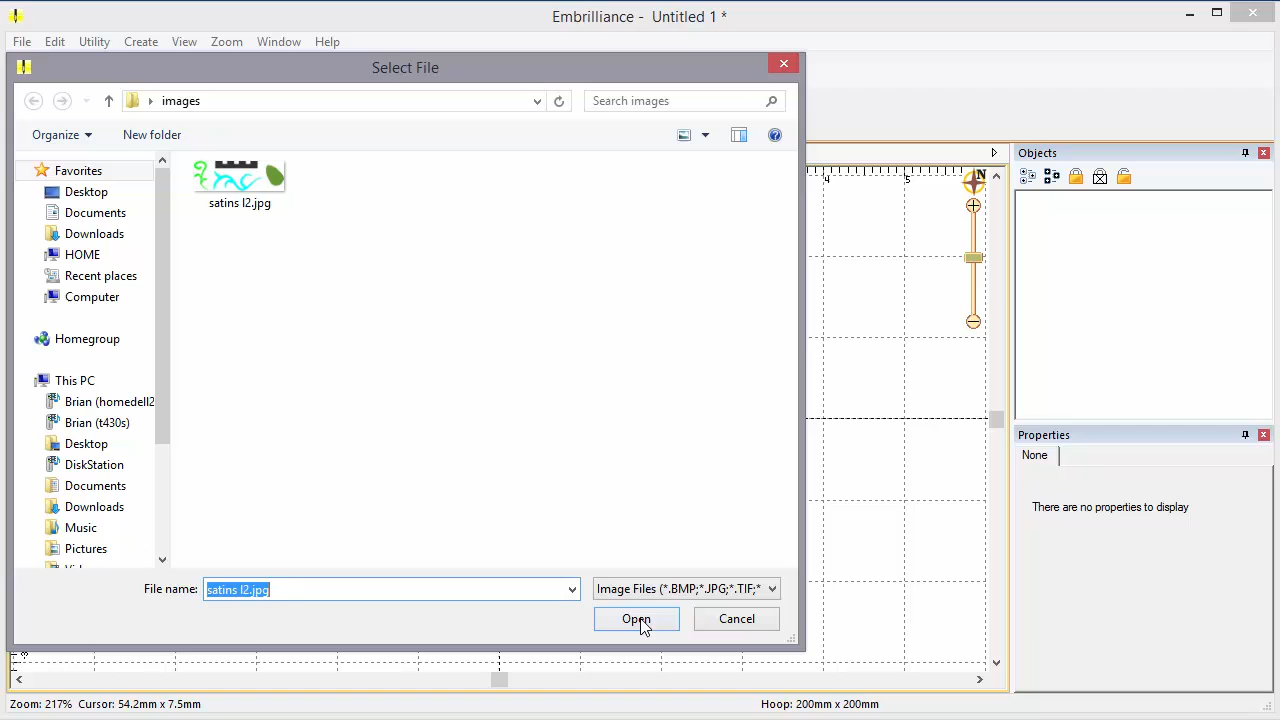 Embrilliance - Untitled 1 *
File Edit Utility Create View Zoom Window Help
Select File
images
Search images
Organize New folder
Favorites
Desktop
Documents
Downloads
HOME
Recent places
Computer
Homegroup
This PC
Brian (homedell2
Brian (t430s)
Desktop
DiskStation
Documents
Downloads
Music
Pictures
satins l2.jpg
File name: satins l2.jpg
Image Files (*.BMP;*.JPG;*.TIF;*
Open Cancel
4 5
N
Objects
Properties
None
There are no properties to display
Zoom: 217% Cursor: 54.2mm x 7.5mm
Hoop: 200mm x 200mm